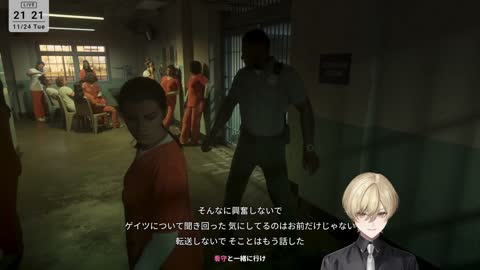 LIVE
21 21
11/24 Tue
そんなに興奮しないで
ゲイツについて聞き回った 気にしてるのはお前だけじゃない
転送しないで そことはもう話した
看守と一緒に行け